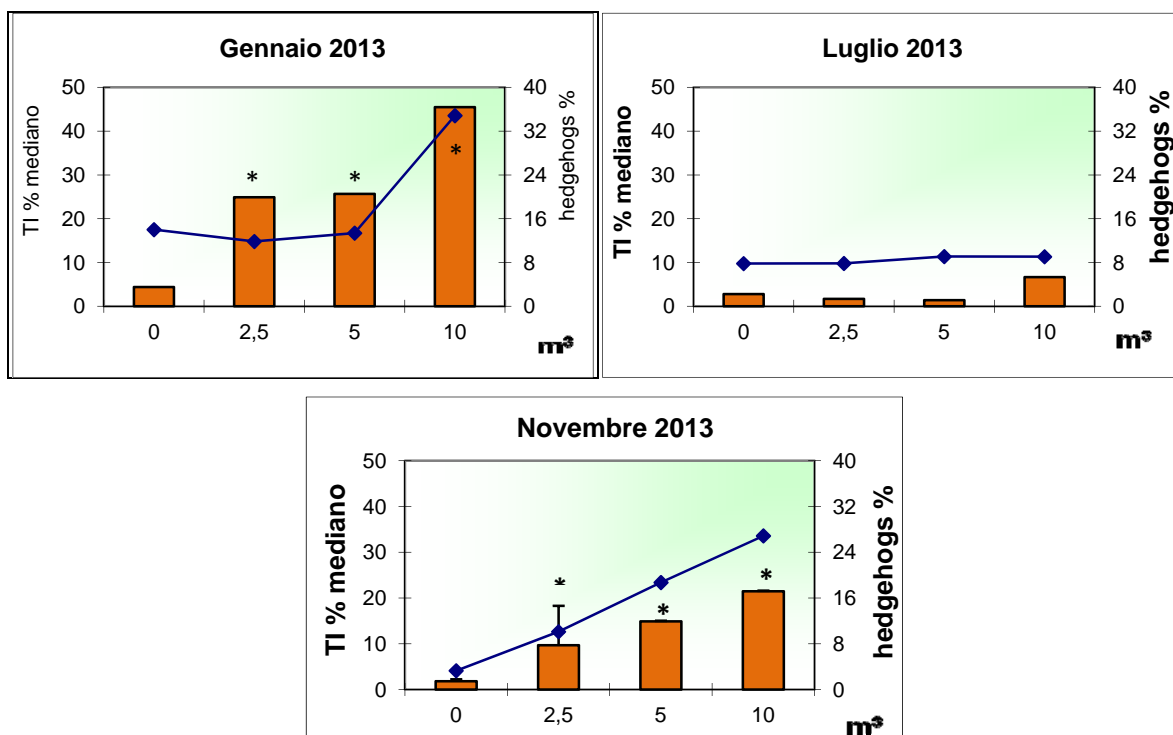 Gennaio 2013
TI % mediano
50
40
30
20
10
0
40
32
24
16
8
0
hedgehogs %
*
*
*
0 2,5 5 10
m³
Luglio 2013
TI % mediano
50
40
30
20
10
0
40
32
24
16
8
0
hedgehogs %
0 2,5 5 10
m³
Novembre 2013
TI % mediano
50
40
30
20
10
0
40
32
24
16
8
0
hedgehogs %
*
*
*
0 2,5 5 10
m³